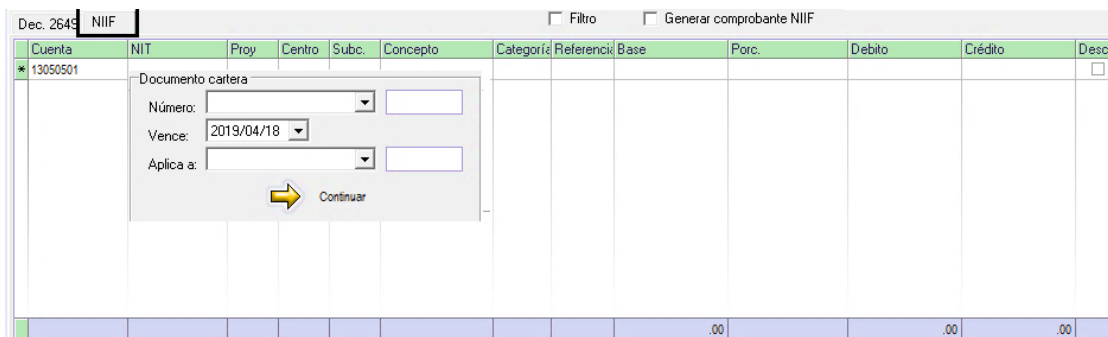 Dec. 2649 NIIF Filtro Generar comprobante NIIF
Cuenta NIT Proy Centro Subc. Concepto Categoría Referencia Base Porc. Debito Crédito Desc
* 13050501
Documento cartera
Número:
Vence: 2019/04/18
Aplica a:
Continuar
.00 .00 .00